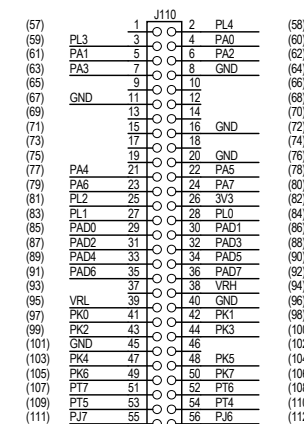 J110
(57) 1 2 PL4 (58
(59) PL3 3 4 PA0 (60
(61) PA1 5 6 PA2 (62
(63) PA3 7 8 GND (64
(65) 9 10 (66
(67) GND 11 12 (68
(69) 13 14 (70
(71) 15 16 GND (72
(73) 17 18 (74
(75) 19 20 GND (76
(77) PA4 21 22 PA5 (78
(79) PA6 23 24 PA7 (80
(81) PL2 25 26 3V3 (82
(83) PL1 27 28 PL0 (84
(85) PAD0 29 30 PAD1 (86
(87) PAD2 31 32 PAD3 (88
(89) PAD4 33 34 PAD5 (90
(91) PAD6 35 36 PAD7 (92
(93) 37 38 VRH (94
(95) VRL 39 40 GND (96
(97) PK0 41 42 PK1 (98
(99) PK2 43 44 PK3 (100
(101) GND 45 46 (102
(103) PK4 47 48 PK5 (104
(105) PK6 49 50 PK7 (106
(107) PT7 51 52 PT6 (108
(109) PT5 53 54 PT4 (110
(111) PJ7 55 56 PJ6 (112